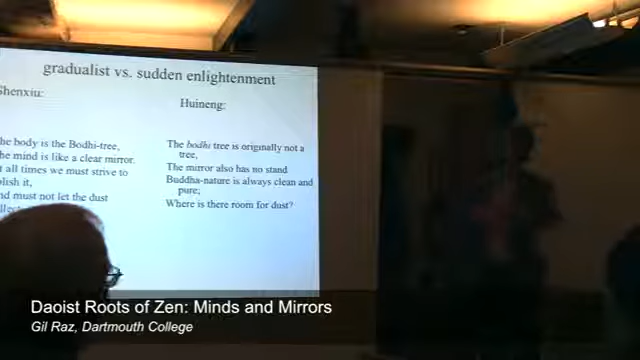 gradualist vs. sudden enlightenment
Shenxiu:
he body is the Bodhi-tree,
he mind is like a clear mirror.
t all times we must strive to
lish it,
nd must not let the dust
Huineng:
The bodhi tree is originally not a
tree,
The mirror also has no stand
Buddha-nature is always clean and
pure;
Where is there room for dust?
Daoist Roots of Zen: Minds and Mirrors
Gil Raz, Dartmouth College